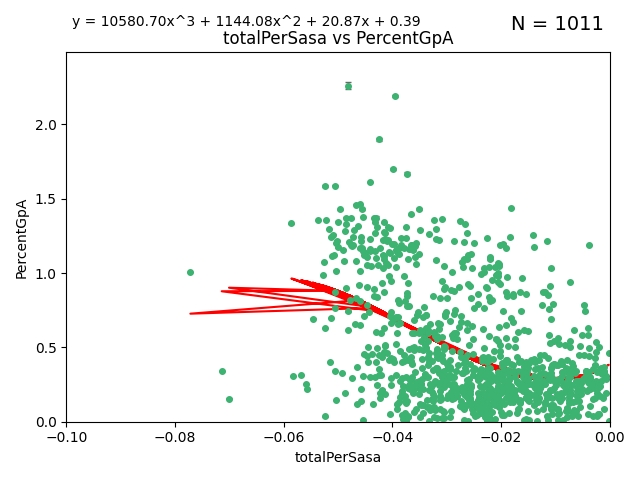 y = 10580.70x^3 + 1144.08x^2 + 20.87x + 0.39
N = 1011
totalPerSasa vs PercentGpA
PercentGpA
2.0
1.5
1.0
0.5
0.0
−0.10
−0.08
−0.06
−0.04
−0.02
0.00
totalPerSasa